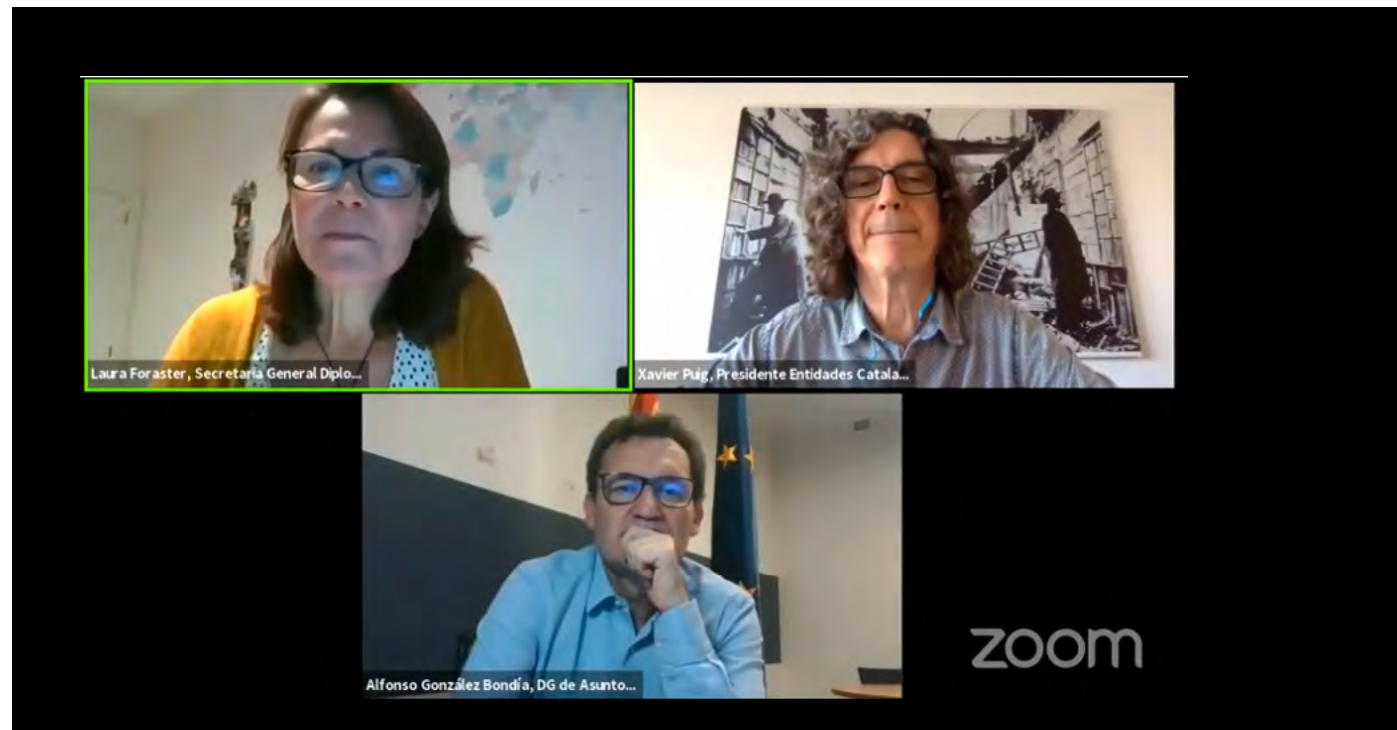 Laura Foraster, Secretaria General Diplo...
Xavier Puig, Presidente Entidades Catala...
Alfonso González Bondía, DG de Asunto...
zoom